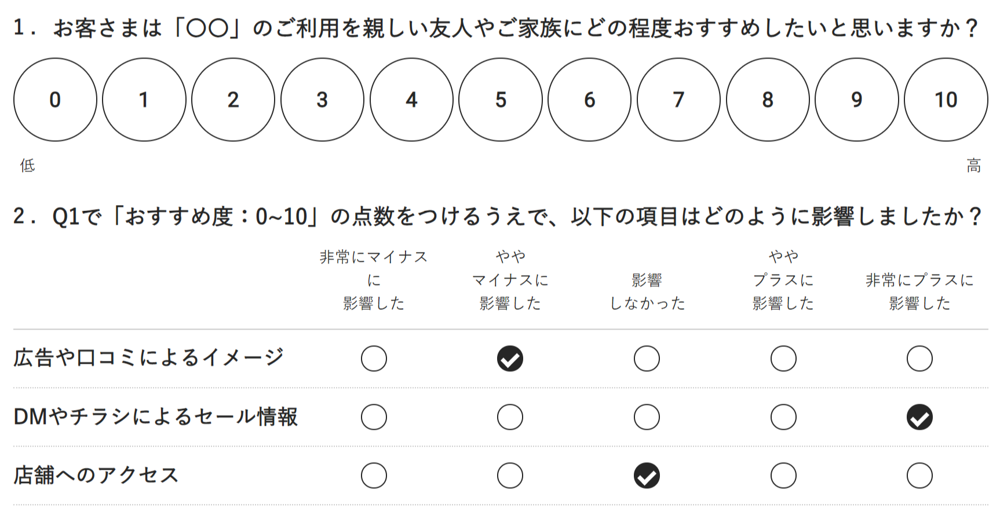 1．お客さまは「〇〇」のご利用を親しい友人やご家族にどの程度おすすめしたいと思いますか？
0 1 2 3 4 5 6 7 8 9 10
低 高
2．Q1で「おすすめ度：0~10」の点数をつけるうえで、以下の項目はどのように影響しましたか？
非常にマイナス
に
影響した
やや
マイナスに
影響した
影響
しなかった
やや
プラスに
影響した
非常にプラスに
影響した
広告や口コミによるイメージ
DMやチラシによるセール情報
店舗へのアクセス